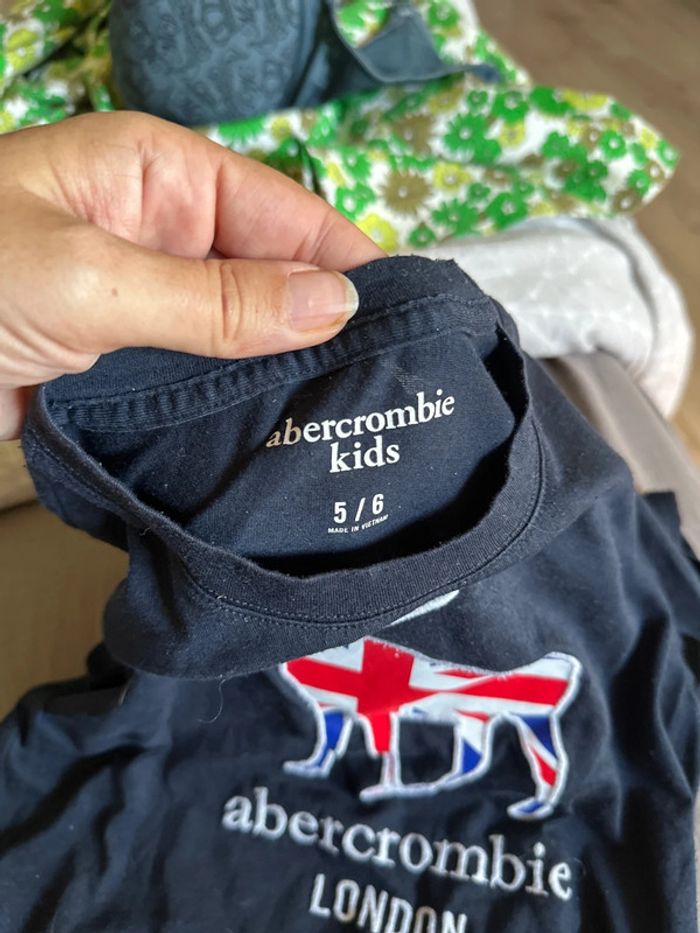 abercrombie
kids
5 / 6
MADE IN VIETNAM
abercrombie
LONDON